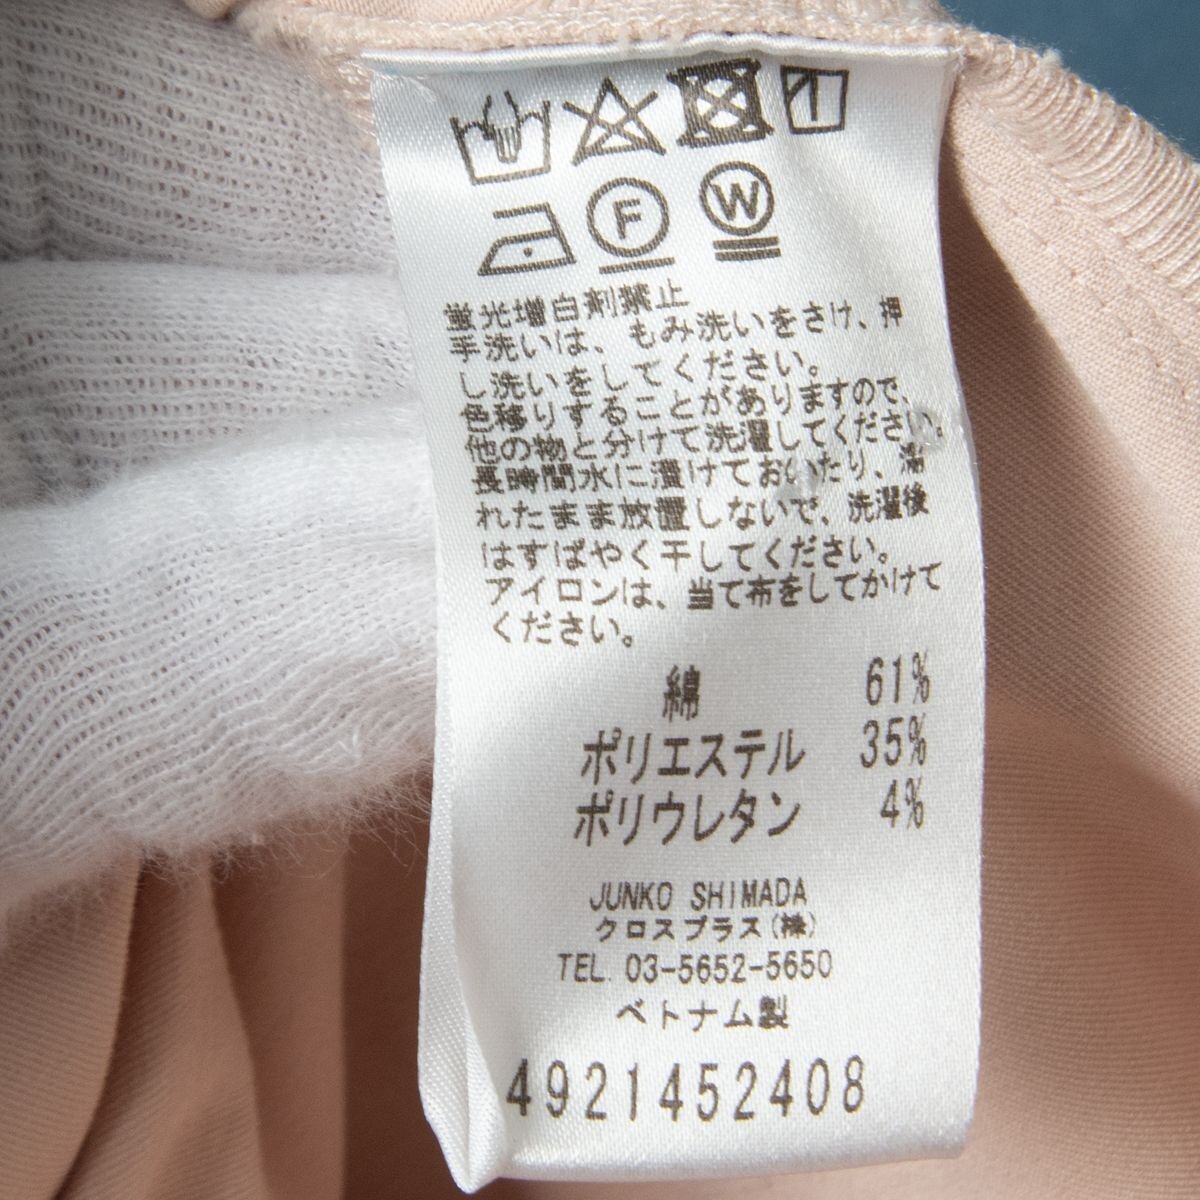 F W
蛍光増白剤禁止
手洗いは、もみ洗いをさけ、押
し洗いをしてください。
色移りすることがありますので、
他の物と分けて洗濯してください。
長時間水に漬けておいたり、濡
れたまま放置しないで、洗濯後
はすばやく干してください。
アイロンは、当て布をしてかけて
ください。
綿 61%
ポリエステル 35%
ポリウレタン 4%
JUNKO SHIMADA
クロスプラス(株)
TEL. 03-5652-5650
ベトナム製
4921452408